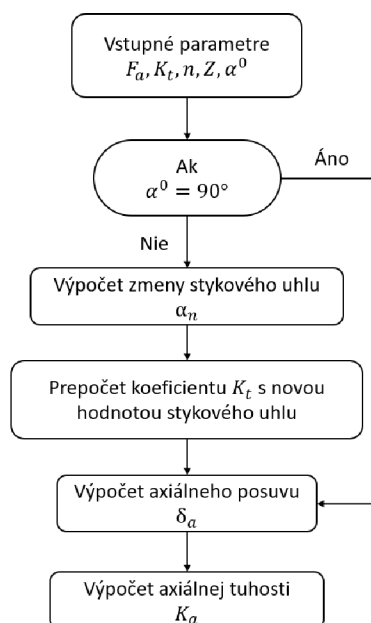 Vstupné parametre
F_a, K_t, n, Z, α^0
Ak
α^0 = 90°
Áno
Nie
Výpočet zmeny stykového uhlu
α_n
Prepočet koeficientu K_t s novou
hodnotou stykového uhlu
Výpočet axiálneho posuvu
δ_a
Výpočet axiálnej tuhosti
K_a